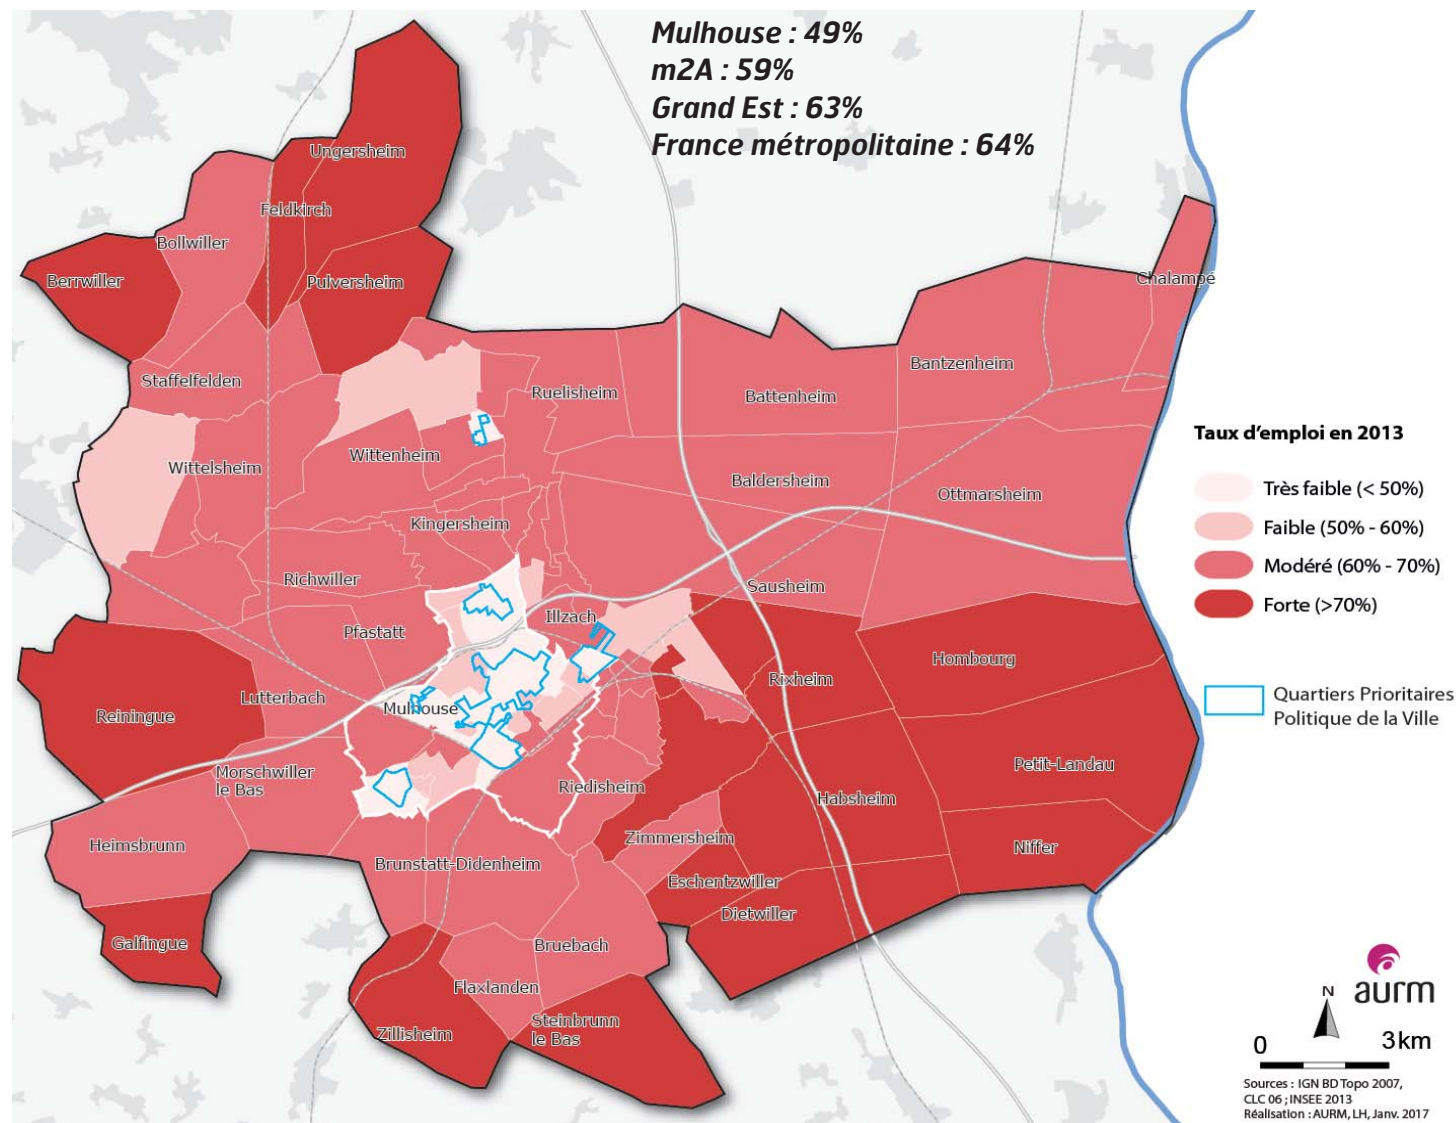 Mulhouse : 49%
m2A : 59%
Grand Est : 63%
France métropolitaine : 64%
Ungersheim
Feldkirch
Bollwiller
Berrwiller
Pulversheim
Chalampé
Staffelfelden
Ruelisheim
Battenheim
Bantzenheim
Wittelsheim
Wittenheim
Baldersheim
Ottmarsheim
Kingersheim
Richwiller
Sausheim
Illzach
Pfastatt
Hombourg
Rixheim
Lutterbach
Mulhouse
Reiningue
Petit-Landau
Morschwiller
le Bas
Riedisheim
Habsheim
Zimmersheim
Heimsbrunn
Niffer
Brunstatt-Didenheim
Eschentzwiller
Dietwiller
Galfingue
Bruebach
Flaxlanden
Zillisheim
Steinbrunn
le Bas
Taux d'emploi en 2013
Très faible (< 50%)
Faible (50% - 60%)
Modéré (60% - 70%)
Forte (>70%)
Quartiers Prioritaires
Politique de la Ville
aurm
N
0 3 km
Sources : IGN BD Topo 2007,
CLC 06 ; INSEE 2013
Réalisation : AURM, LH, Janv. 2017